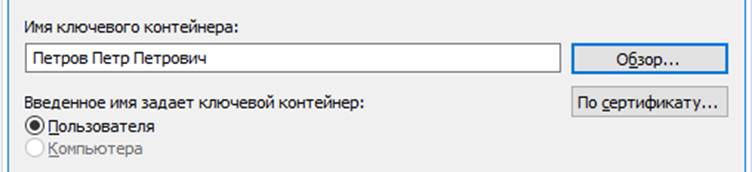 Имя ключевого контейнера:
Петров Петр Петрович
Обзор...
Введенное имя задает ключевой контейнер:
По сертификату...
Пользователя
Компьютера